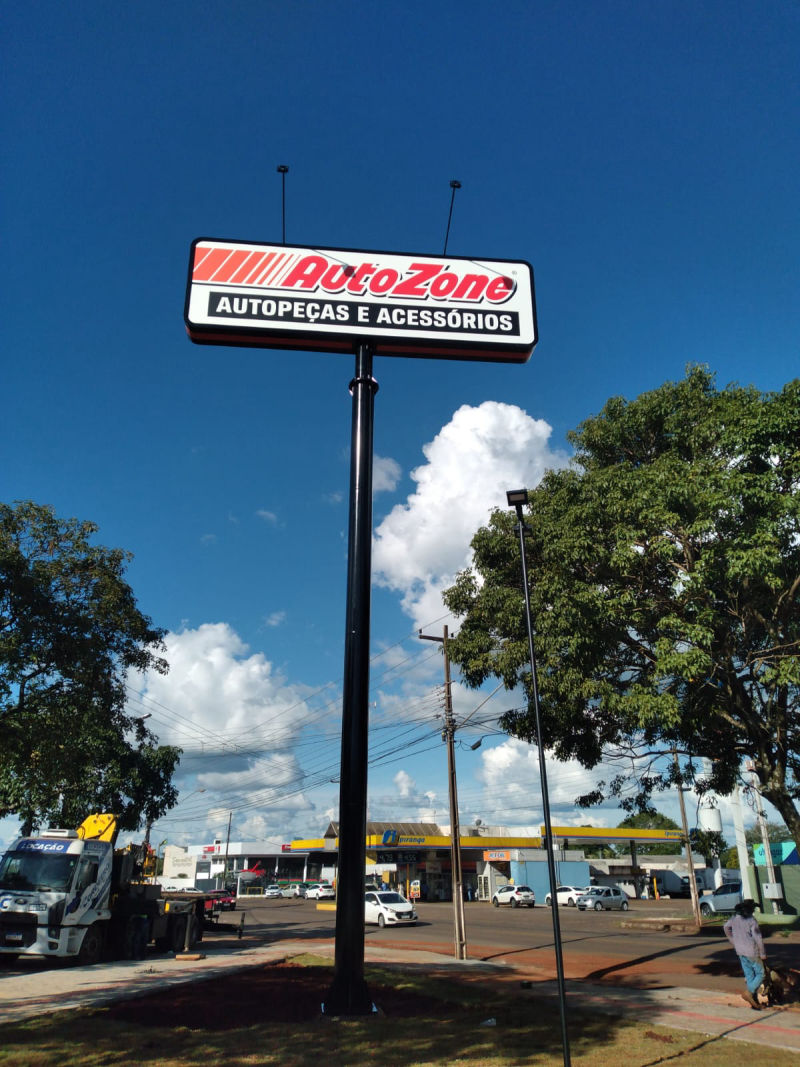 AutoZone®
AUTOPEÇAS E ACESSÓRIOS
ipiranga
LOCAÇÃO